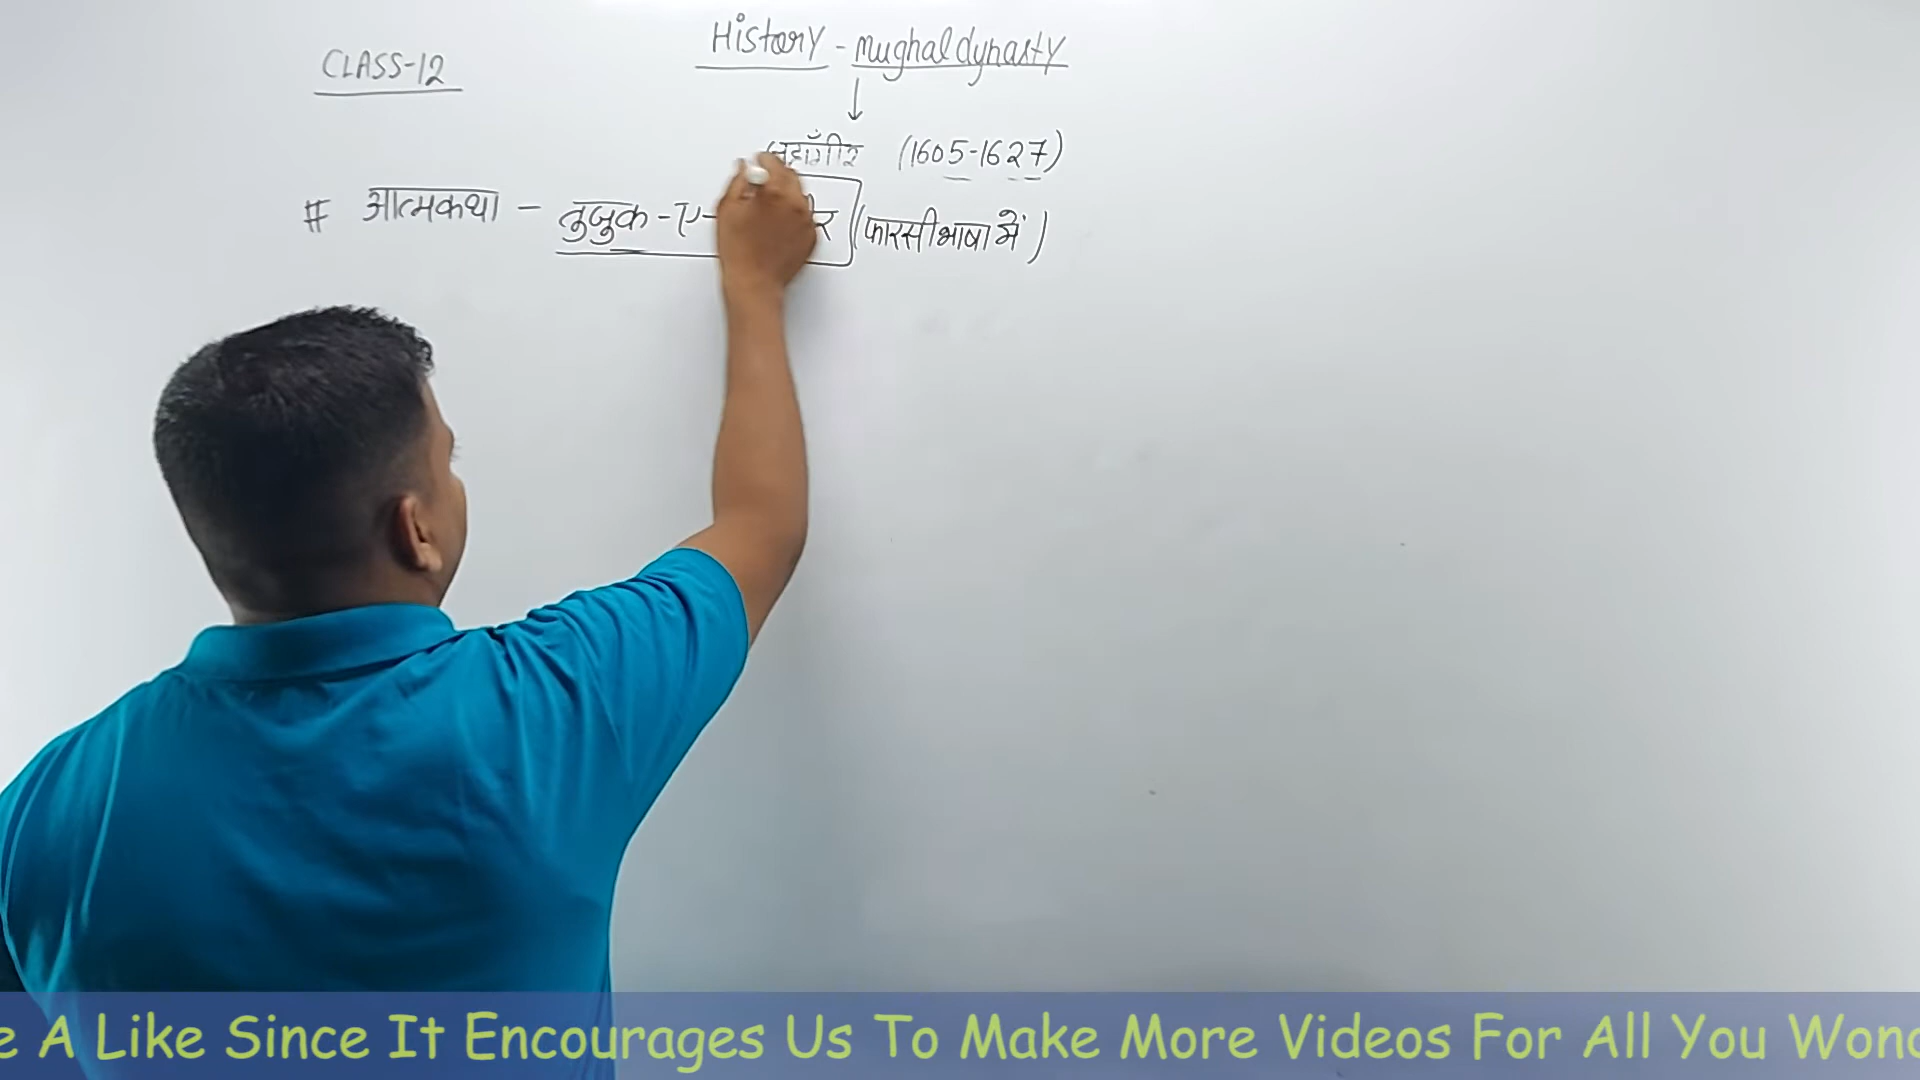 CLASS-12
History - mughal dynasty
जहाँगीर (1605-1627)
# आत्मकथा - तुजुक-ए- (फारसी भाषा में)
A Like Since It Encourages Us To Make More Videos For All You